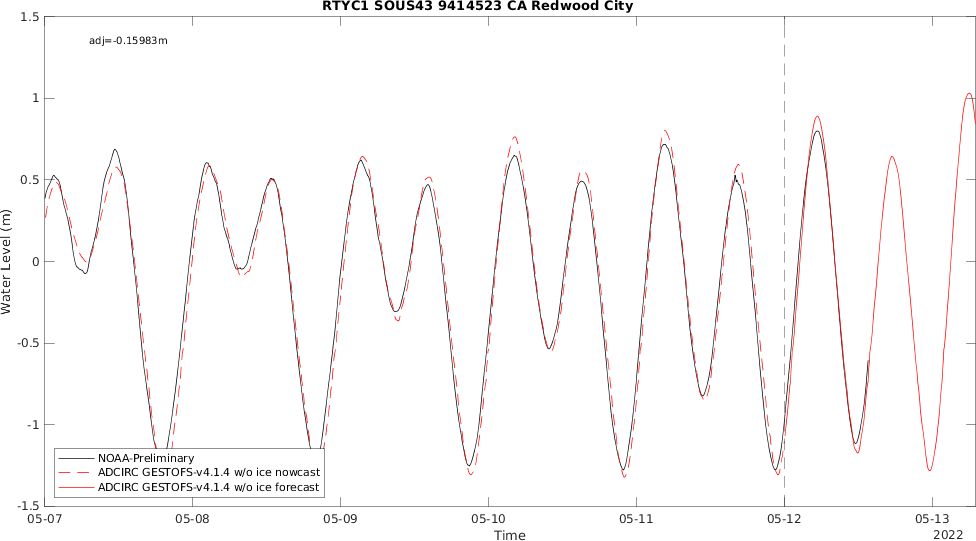 RTYC1 SOUS43 9414523 CA Redwood City
adj=-0.15983m
1.5
1
0.5
0
-0.5
-1
-1.5
Water Level (m)
NOAA-Preliminary
ADCIRC GESTOFS-v4.1.4 w/o ice nowcast
ADCIRC GESTOFS-v4.1.4 w/o ice forecast
05-07 05-08 05-09 05-10 05-11 05-12 05-13
Time
2022